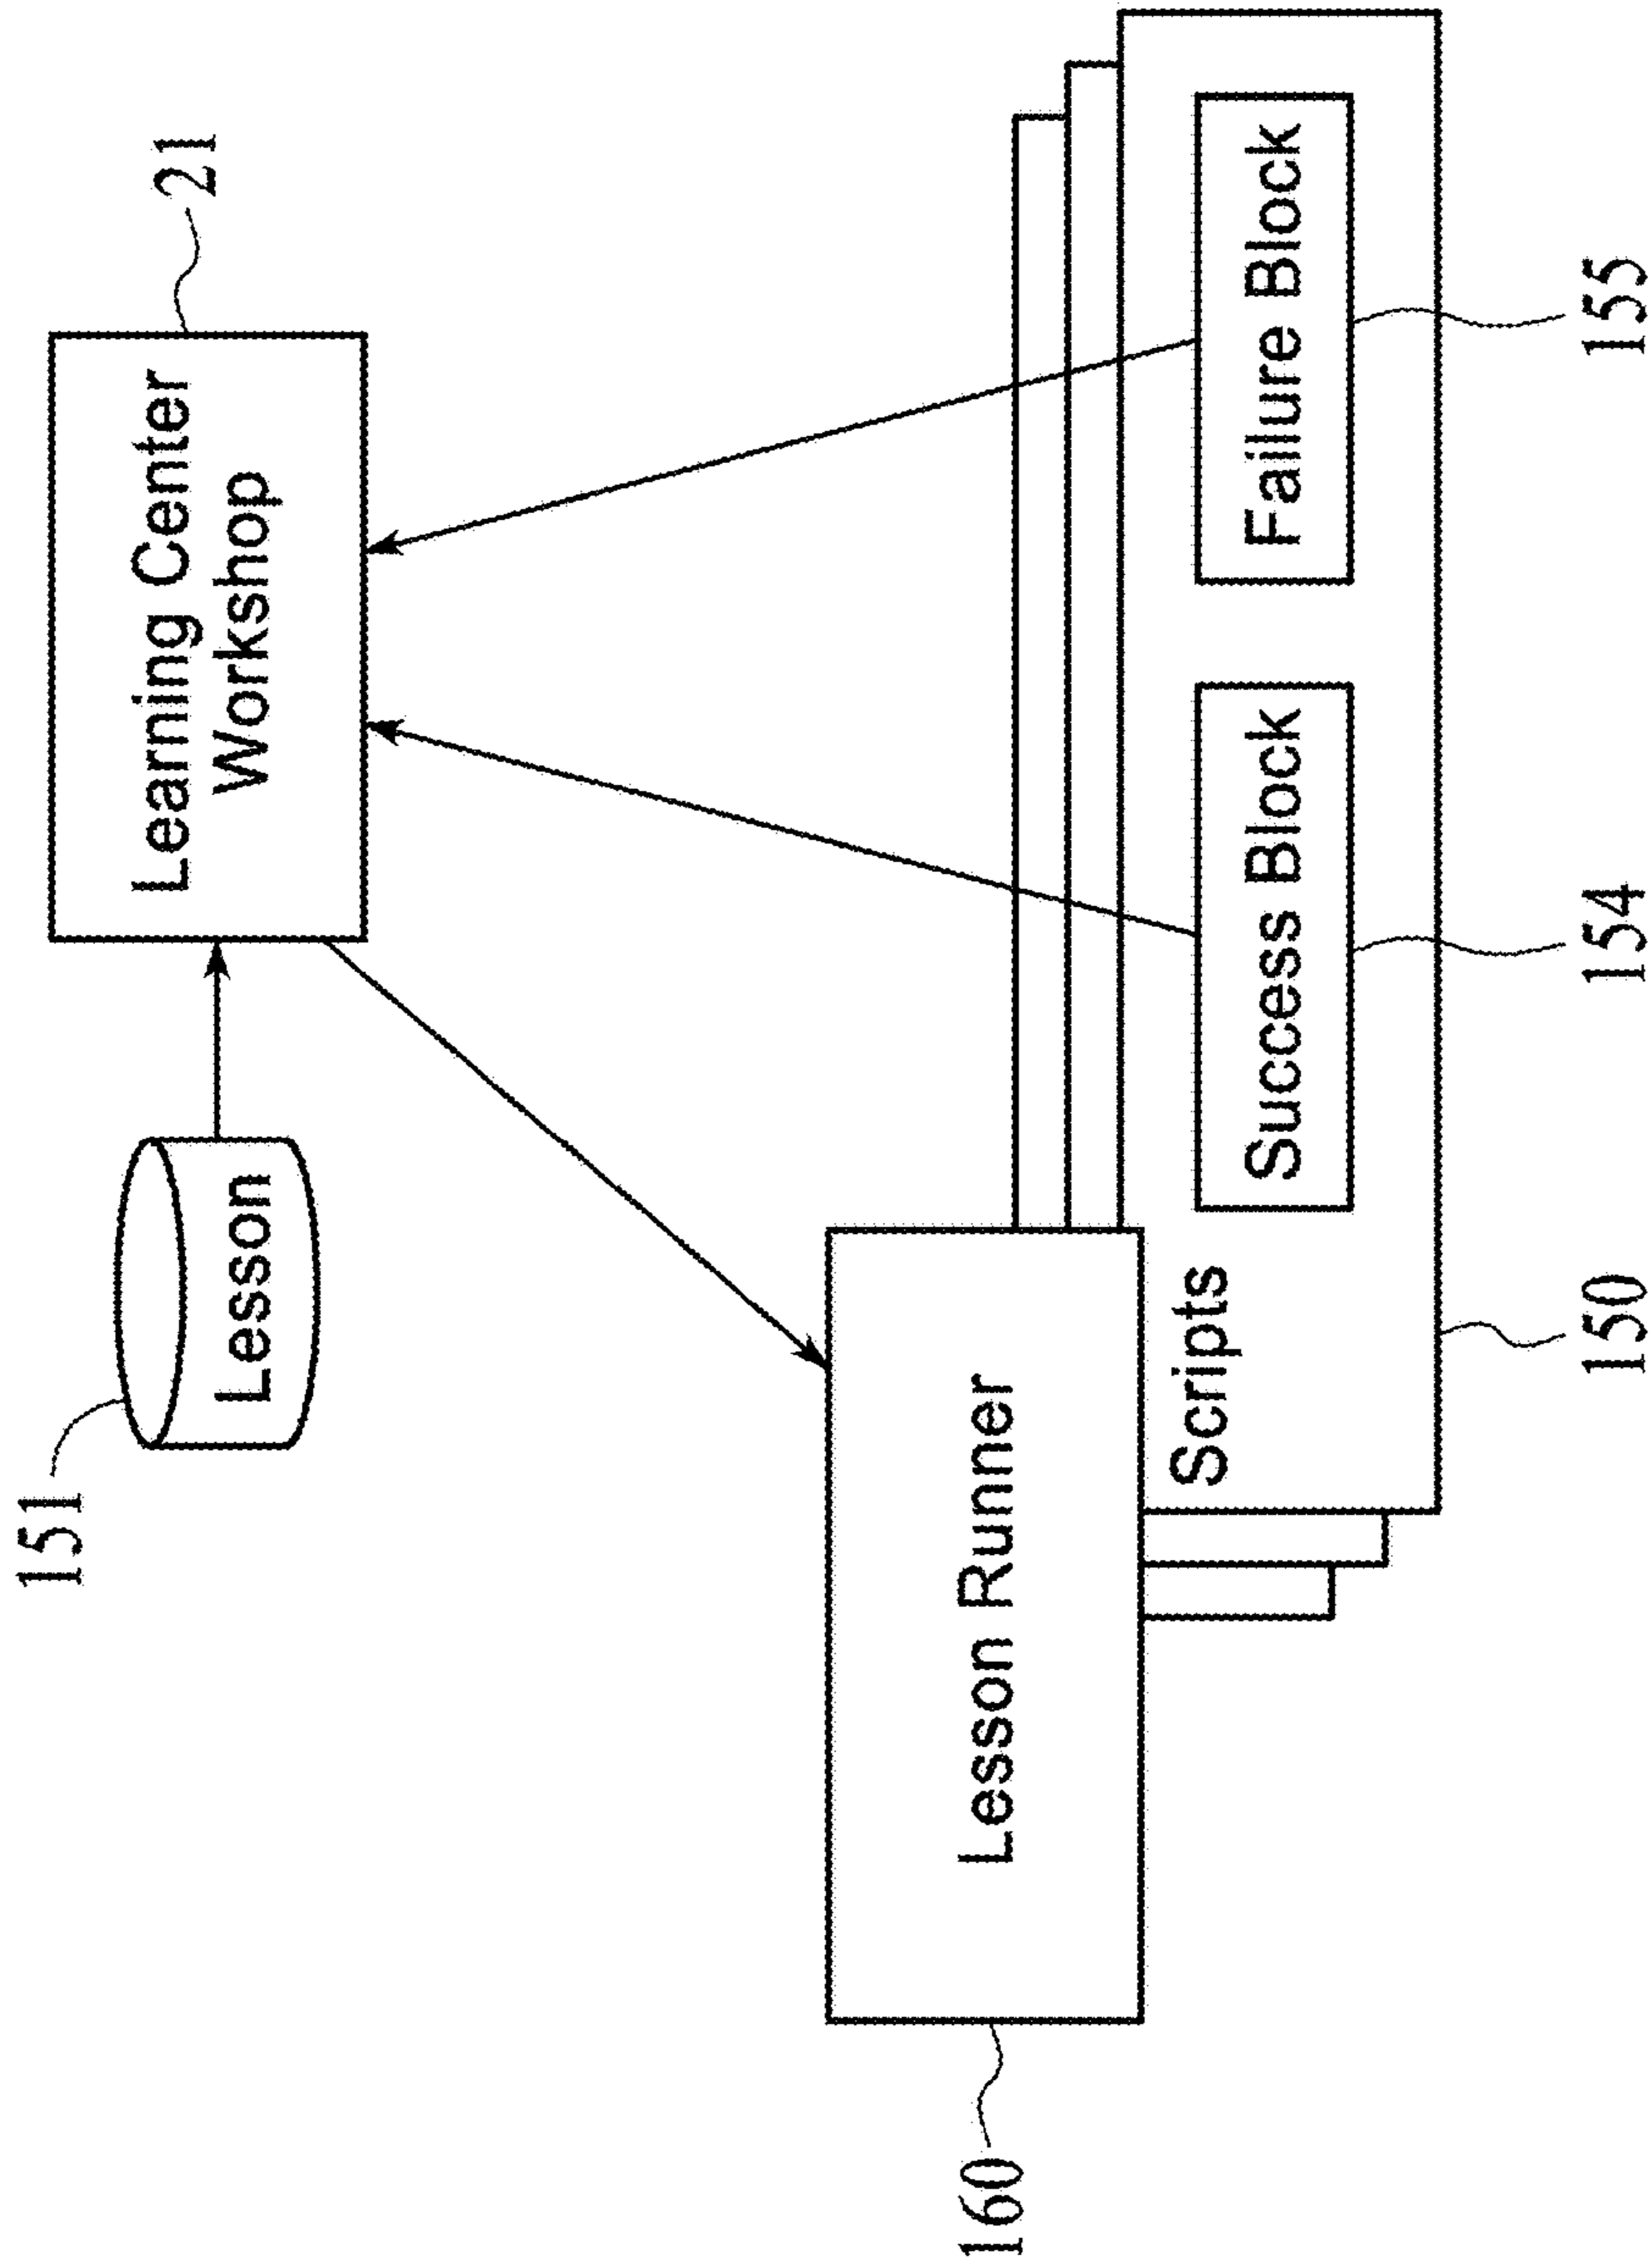 151
Lesson
Learning Center
Workshop
21
160
Lesson Runner
Scripts
Success Block
Failure Block
150
154
155